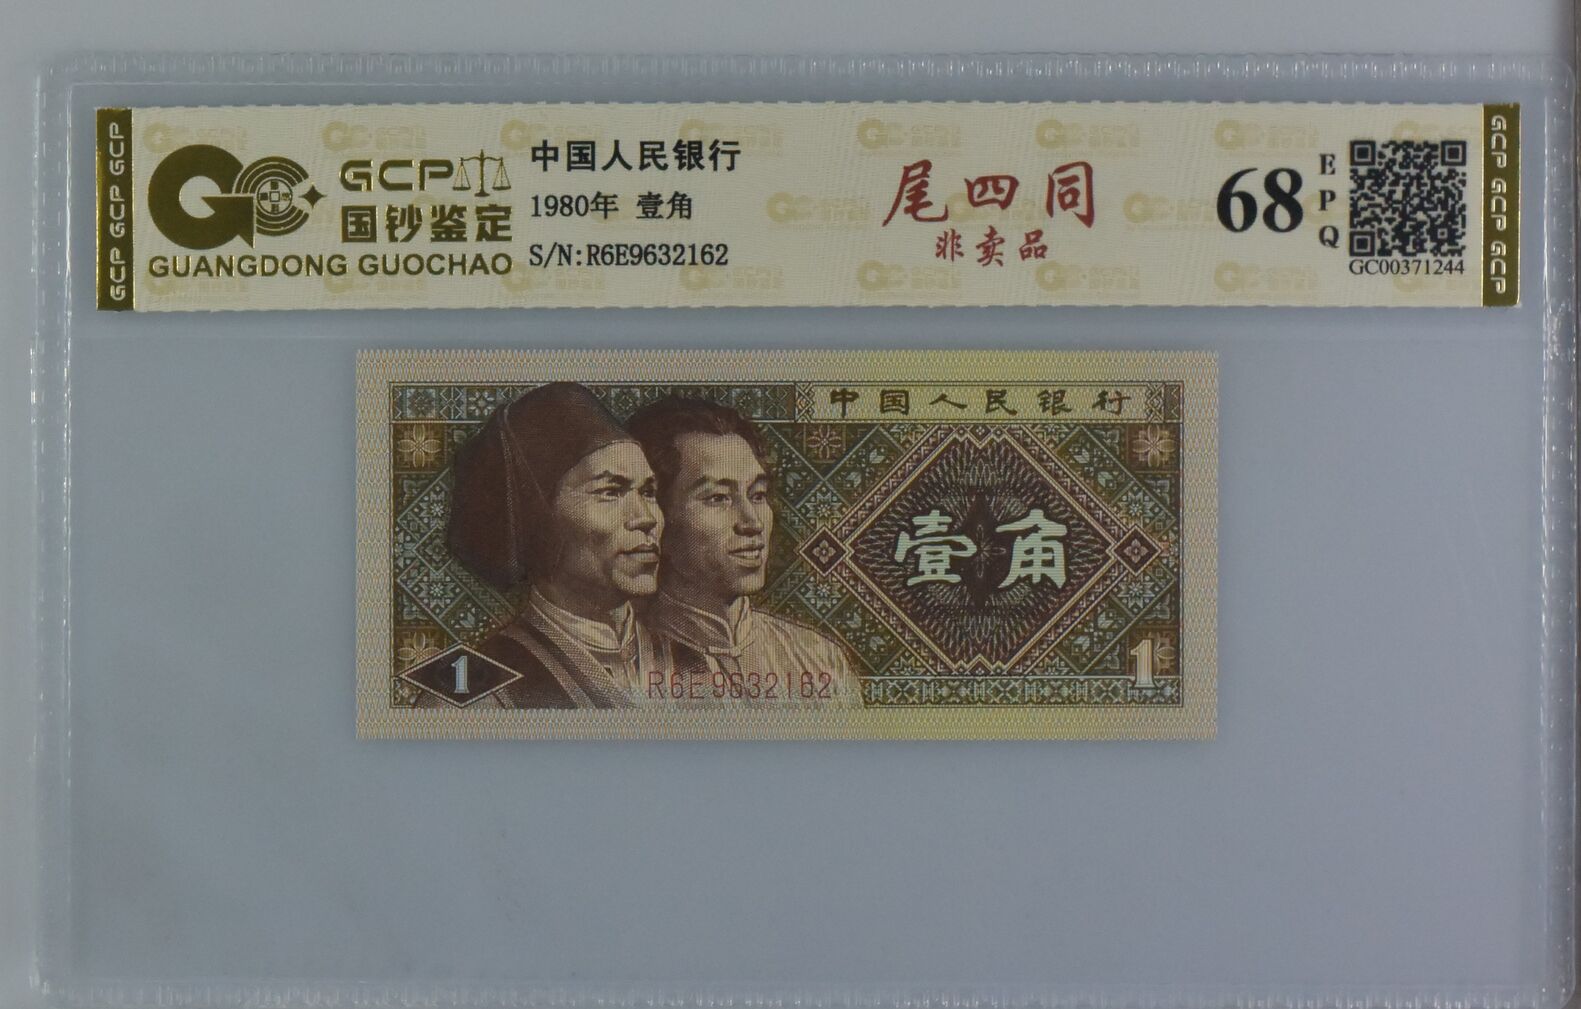 GCP GCP GCP
GCP
国钞鉴定
GUANGDONG GUOCHAO
中国人民银行
1980年 壹角
S/N:R6E9632162
尾四同
非卖品
68
EPQ
GC00371244
GCP GCP GCP
中国人民银行
壹角
1
R6E9632162
1